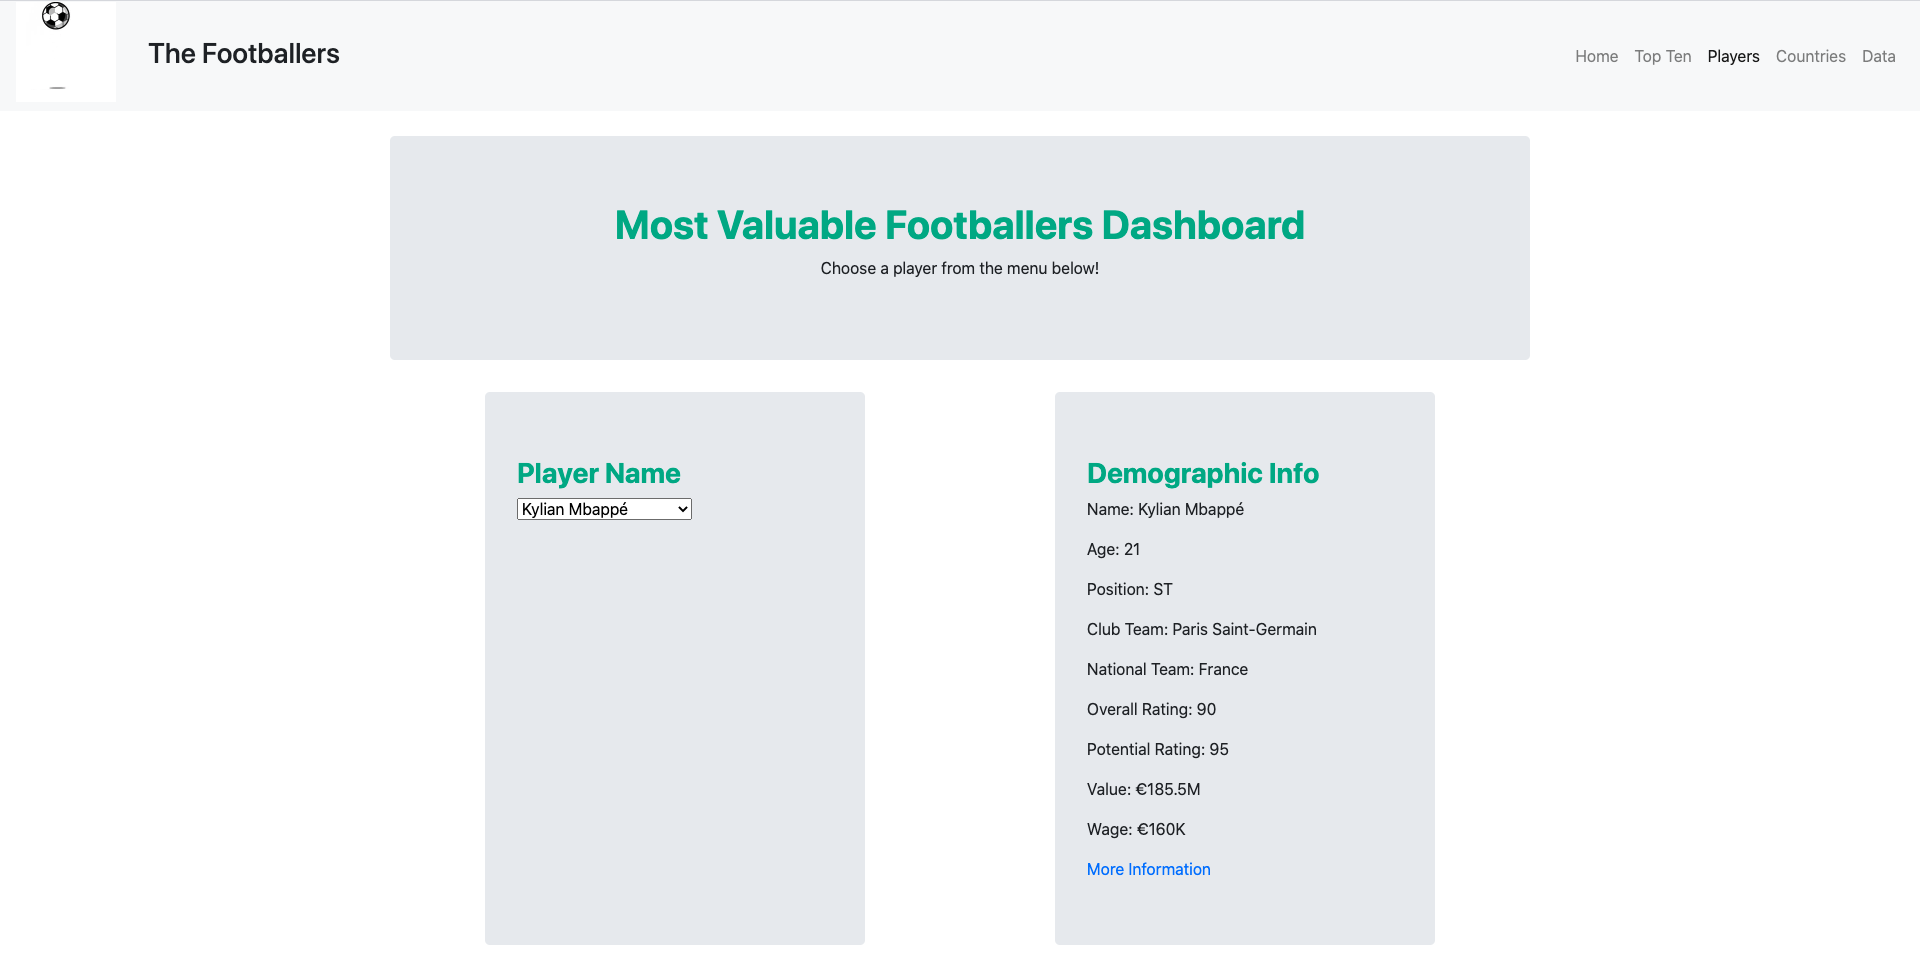 The Footballers
Home Top Ten Players Countries Data
Most Valuable Footballers Dashboard
Choose a player from the menu below!
Player Name
Kylian Mbappé
Demographic Info
Name: Kylian Mbappé
Age: 21
Position: ST
Club Team: Paris Saint-Germain
National Team: France
Overall Rating: 90
Potential Rating: 95
Value: €185.5M
Wage: €160K
More Information